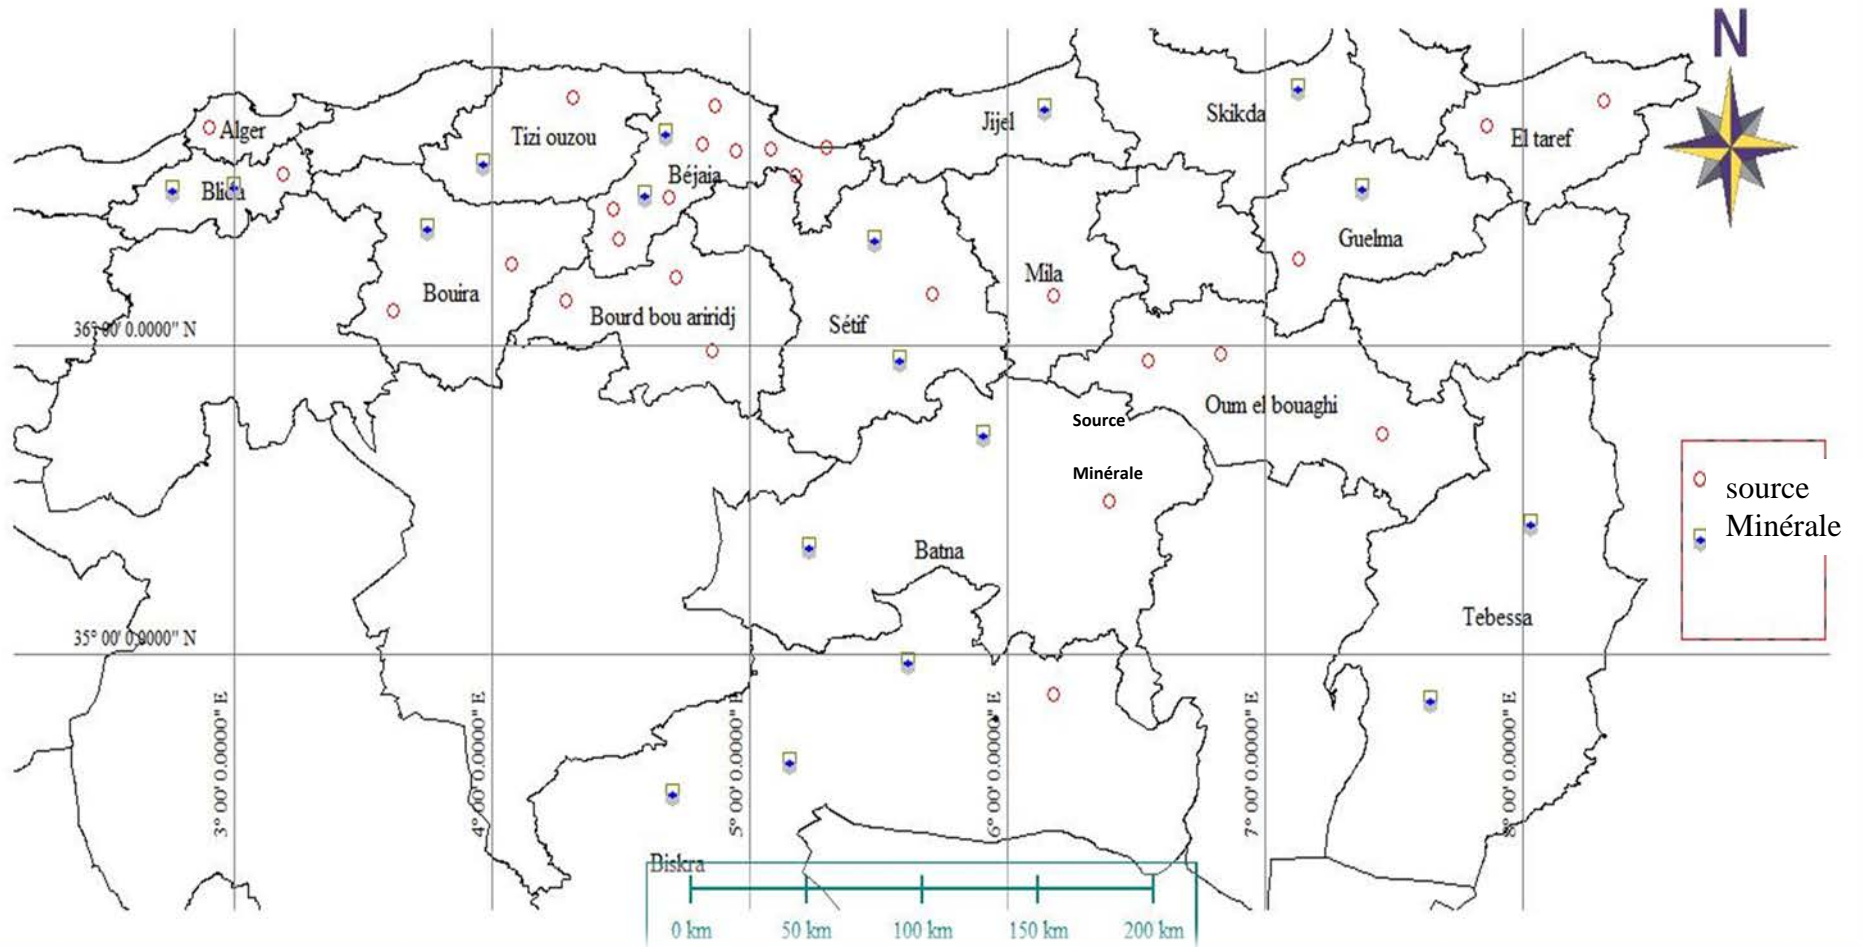 N
Alger
Tizi ouzou
Jijel
Skikda
El taref
Blida
Béjaia
Guelma
Bouira
Mila
Bourd bou ariridj
Sétif
36° 00' 0.0000" N
Oum el bouaghi
Source
Minérale
source
Minérale
Batna
Tebessa
35° 00' 0.0000" N
3° 00' 0.0000" E
4° 00' 0.0000" E
5° 00' 0.0000" E
6° 00' 0.0000" E
7° 00' 0.0000" E
8° 00' 0.0000" E
Biskra
0 km 50 km 100 km 150 km 200 km